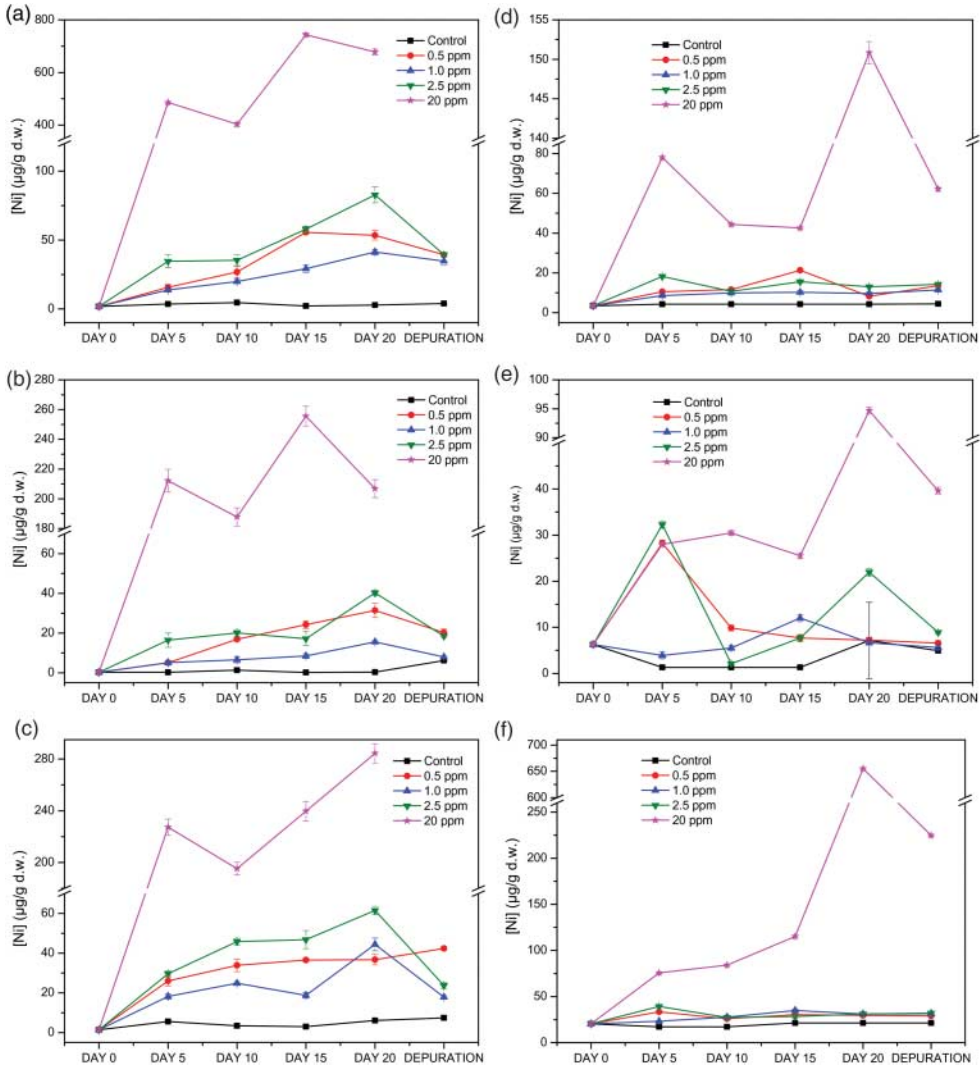 (a)
800
600
400
100
50
0
[Ni] (µg/g d.w.)
Control
0.5 ppm
1.0 ppm
2.5 ppm
20 ppm
DAY 0 DAY 5 DAY 10 DAY 15 DAY 20 DEPURATION
(d)
155
150
145
140
80
60
40
20
0
[Ni] (µg/g d.w.)
Control
0.5 ppm
1.0 ppm
2.5 ppm
20 ppm
DAY 0 DAY 5 DAY 10 DAY 15 DAY 20 DEPURATION
(b)
280
260
240
220
200
180
60
40
20
0
[Ni] (µg/g d.w.)
Control
0.5 ppm
1.0 ppm
2.5 ppm
20 ppm
DAY 0 DAY 5 DAY 10 DAY 15 DAY 20 DEPURATION
(e)
100
95
90
40
30
20
10
0
[Ni] (µg/g d.w.)
Control
0.5 ppm
1.0 ppm
2.5 ppm
20 ppm
DAY 0 DAY 5 DAY 10 DAY 15 DAY 20 DEPURATION
(c)
280
240
200
60
40
20
0
[Ni] (µg/g d.w.)
Control
0.5 ppm
1.0 ppm
2.5 ppm
20 ppm
DAY 0 DAY 5 DAY 10 DAY 15 DAY 20 DEPURATION
(f)
700
650
600
250
200
150
100
50
0
[Ni] (µg/g d.w.)
Control
0.5 ppm
1.0 ppm
2.5 ppm
20 ppm
DAY 0 DAY 5 DAY 10 DAY 15 DAY 20 DEPURATION